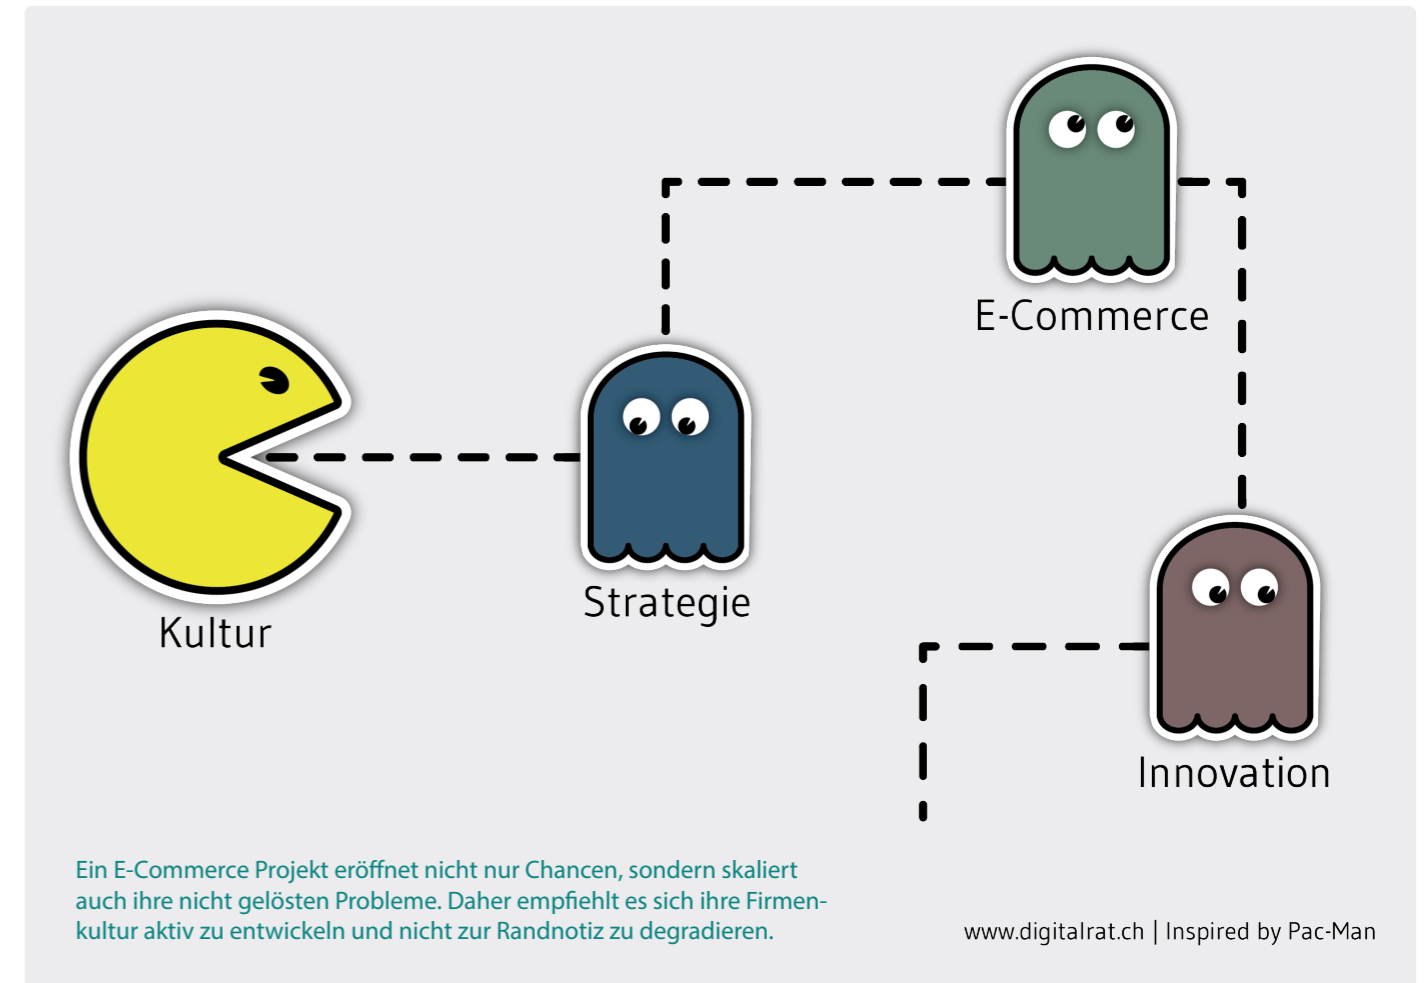 E-Commerce
Strategie
Kultur
Innovation
Ein E-Commerce Projekt eröffnet nicht nur Chancen, sondern skaliert
auch ihre nicht gelösten Probleme. Daher empfiehlt es sich ihre Firmen-
kultur aktiv zu entwickeln und nicht zur Randnotiz zu degradieren.
www.digitalrat.ch | Inspired by Pac-Man